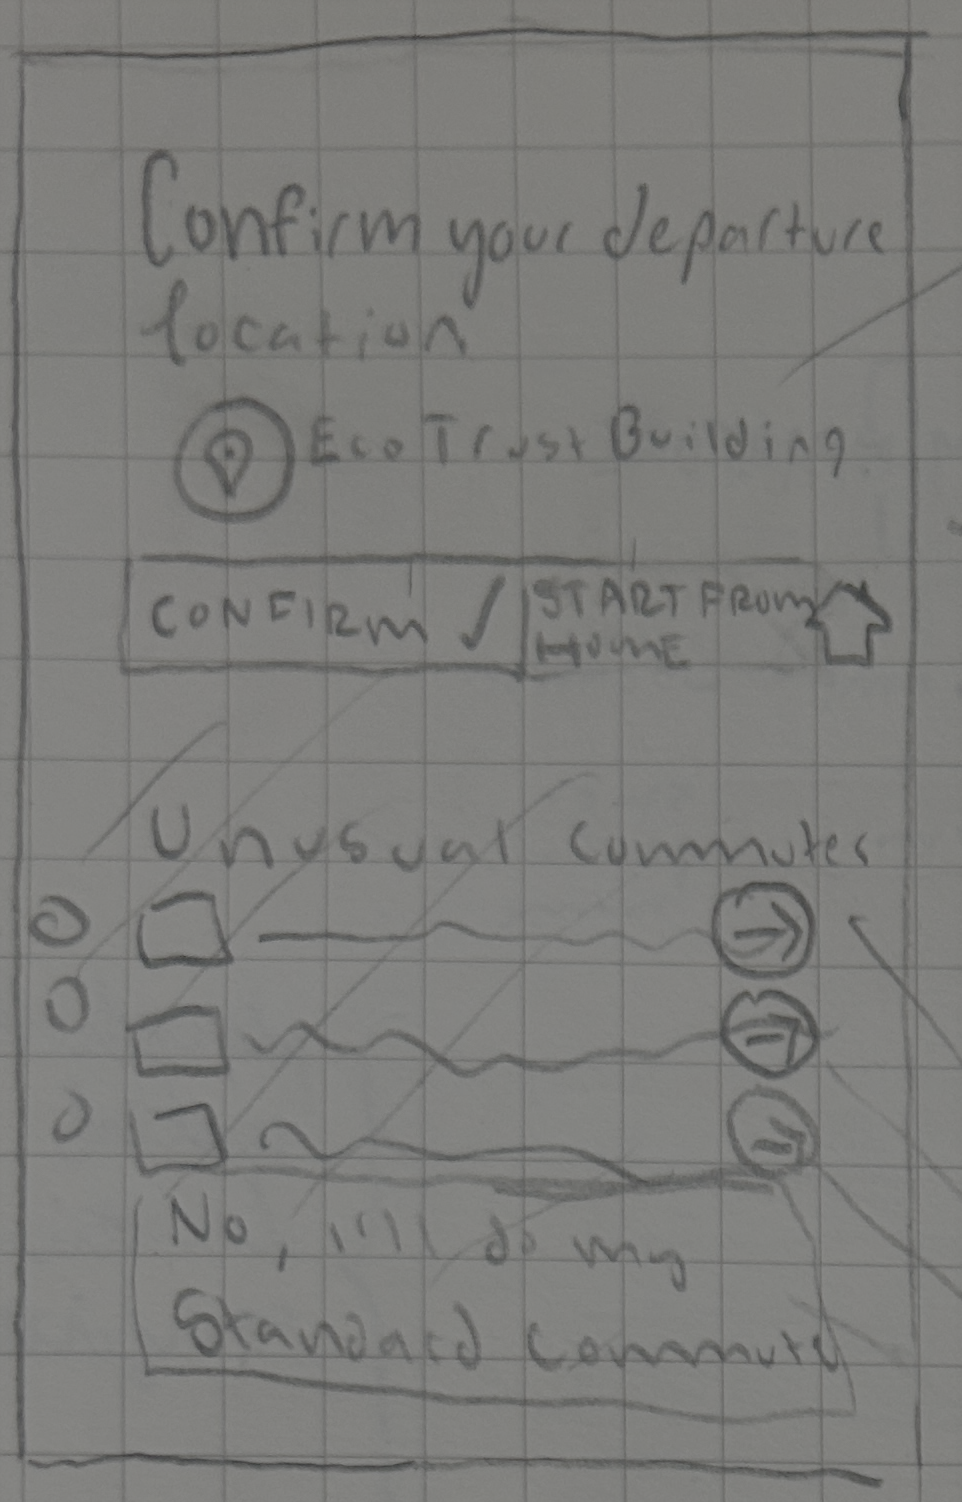 Confirm your departure
location
EcoTrust Building
CONFIRM
START FROM
HOME
Unusual Commutes
No, I'll do my
Standard Commute